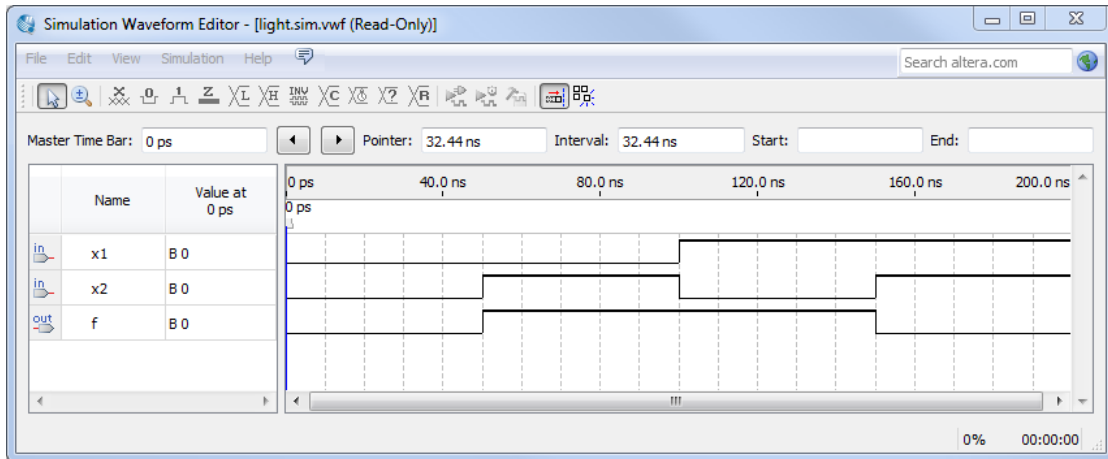 Simulation Waveform Editor - [light.sim.vwf (Read-Only)]
File Edit View Simulation Help Search altera.com
X 0 1 Z L H INV C ? R
Master Time Bar: 0 ps Pointer: 32.44 ns Interval: 32.44 ns Start: End:
Name Value at 0 ps
0 ps 40.0 ns 80.0 ns 120.0 ns 160.0 ns 200.0 ns
0 ps
in x1 B 0
in x2 B 0
out f B 0
0% 00:00:00